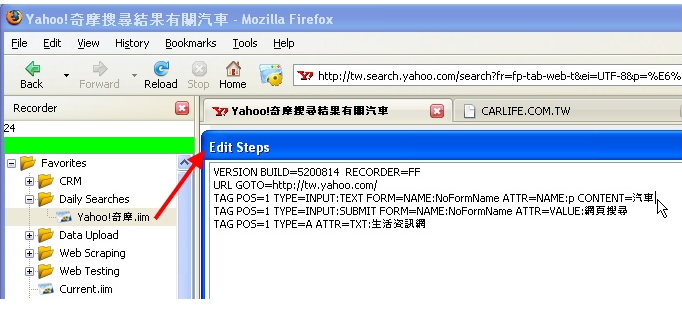 Yahoo!奇摩搜尋結果有關汽車 - Mozilla Firefox
File Edit View History Bookmarks Tools Help
Back Forward Reload Stop Home http://tw.search.yahoo.com/search?fr=fp-tab-web-t&ei=UTF-8&p=%E6%
Recorder
Yahoo!奇摩搜尋結果有關汽車 CARLIFE.COM.TW
24
Edit Steps
Favorites
CRM
Daily Searches
Yahoo!奇摩.iim
Data Upload
Web Scraping
Web Testing
Current.iim
VERSION BUILD=5200814 RECORDER=FF
URL GOTO=http://tw.yahoo.com/
TAG POS=1 TYPE=INPUT:TEXT FORM=NAME:NoFormName ATTR=NAME:p CONTENT=汽車
TAG POS=1 TYPE=INPUT:SUBMIT FORM=NAME:NoFormName ATTR=VALUE:網頁搜尋
TAG POS=1 TYPE=A ATTR=TXT:生活資訊網